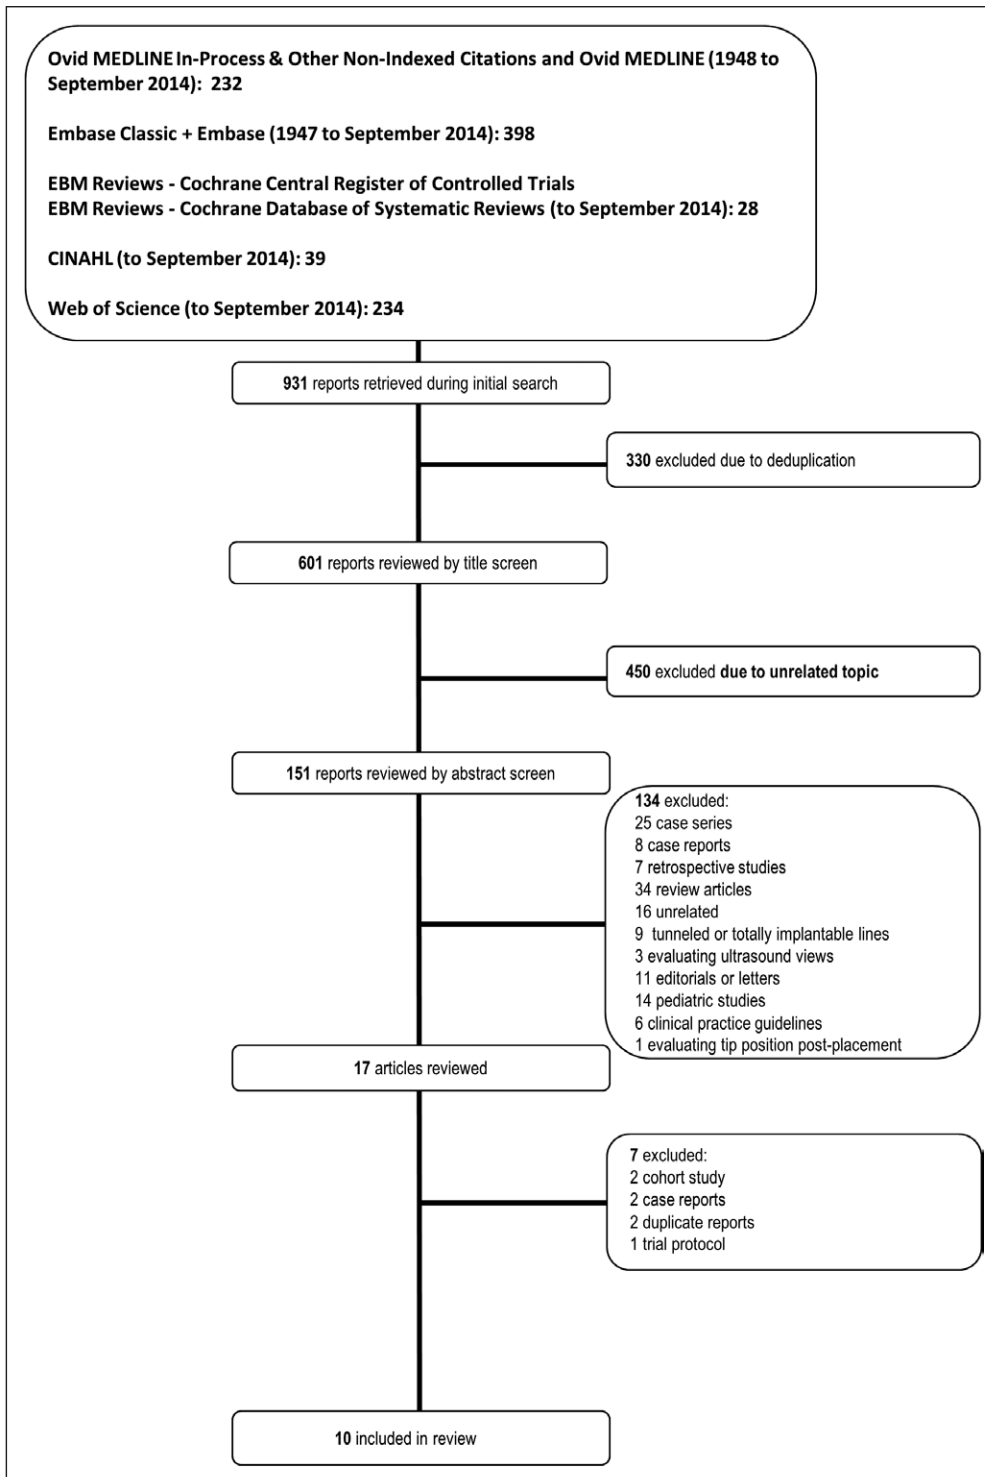 Ovid MEDLINE In-Process & Other Non-Indexed Citations and Ovid MEDLINE (1948 to
September 2014):  232
Embase Classic + Embase (1947 to September 2014): 398
EBM Reviews - Cochrane Central Register of Controlled Trials
EBM Reviews - Cochrane Database of Systematic Reviews (to September 2014): 28
CINAHL (to September 2014): 39
Web of Science (to September 2014): 234
931 reports retrieved during initial search
330 excluded due to deduplication
601 reports reviewed by title screen
450 excluded due to unrelated topic
151 reports reviewed by abstract screen
134 excluded:
25 case series
8 case reports
7 retrospective studies
34 review articles
16 unrelated
9  tunneled or totally implantable lines
3 evaluating ultrasound views
11 editorials or letters
14 pediatric studies
6 clinical practice guidelines
1 evaluating tip position post-placement
17 articles reviewed
7 excluded:
2 cohort study
2 case reports
2 duplicate reports
1 trial protocol
10 included in review